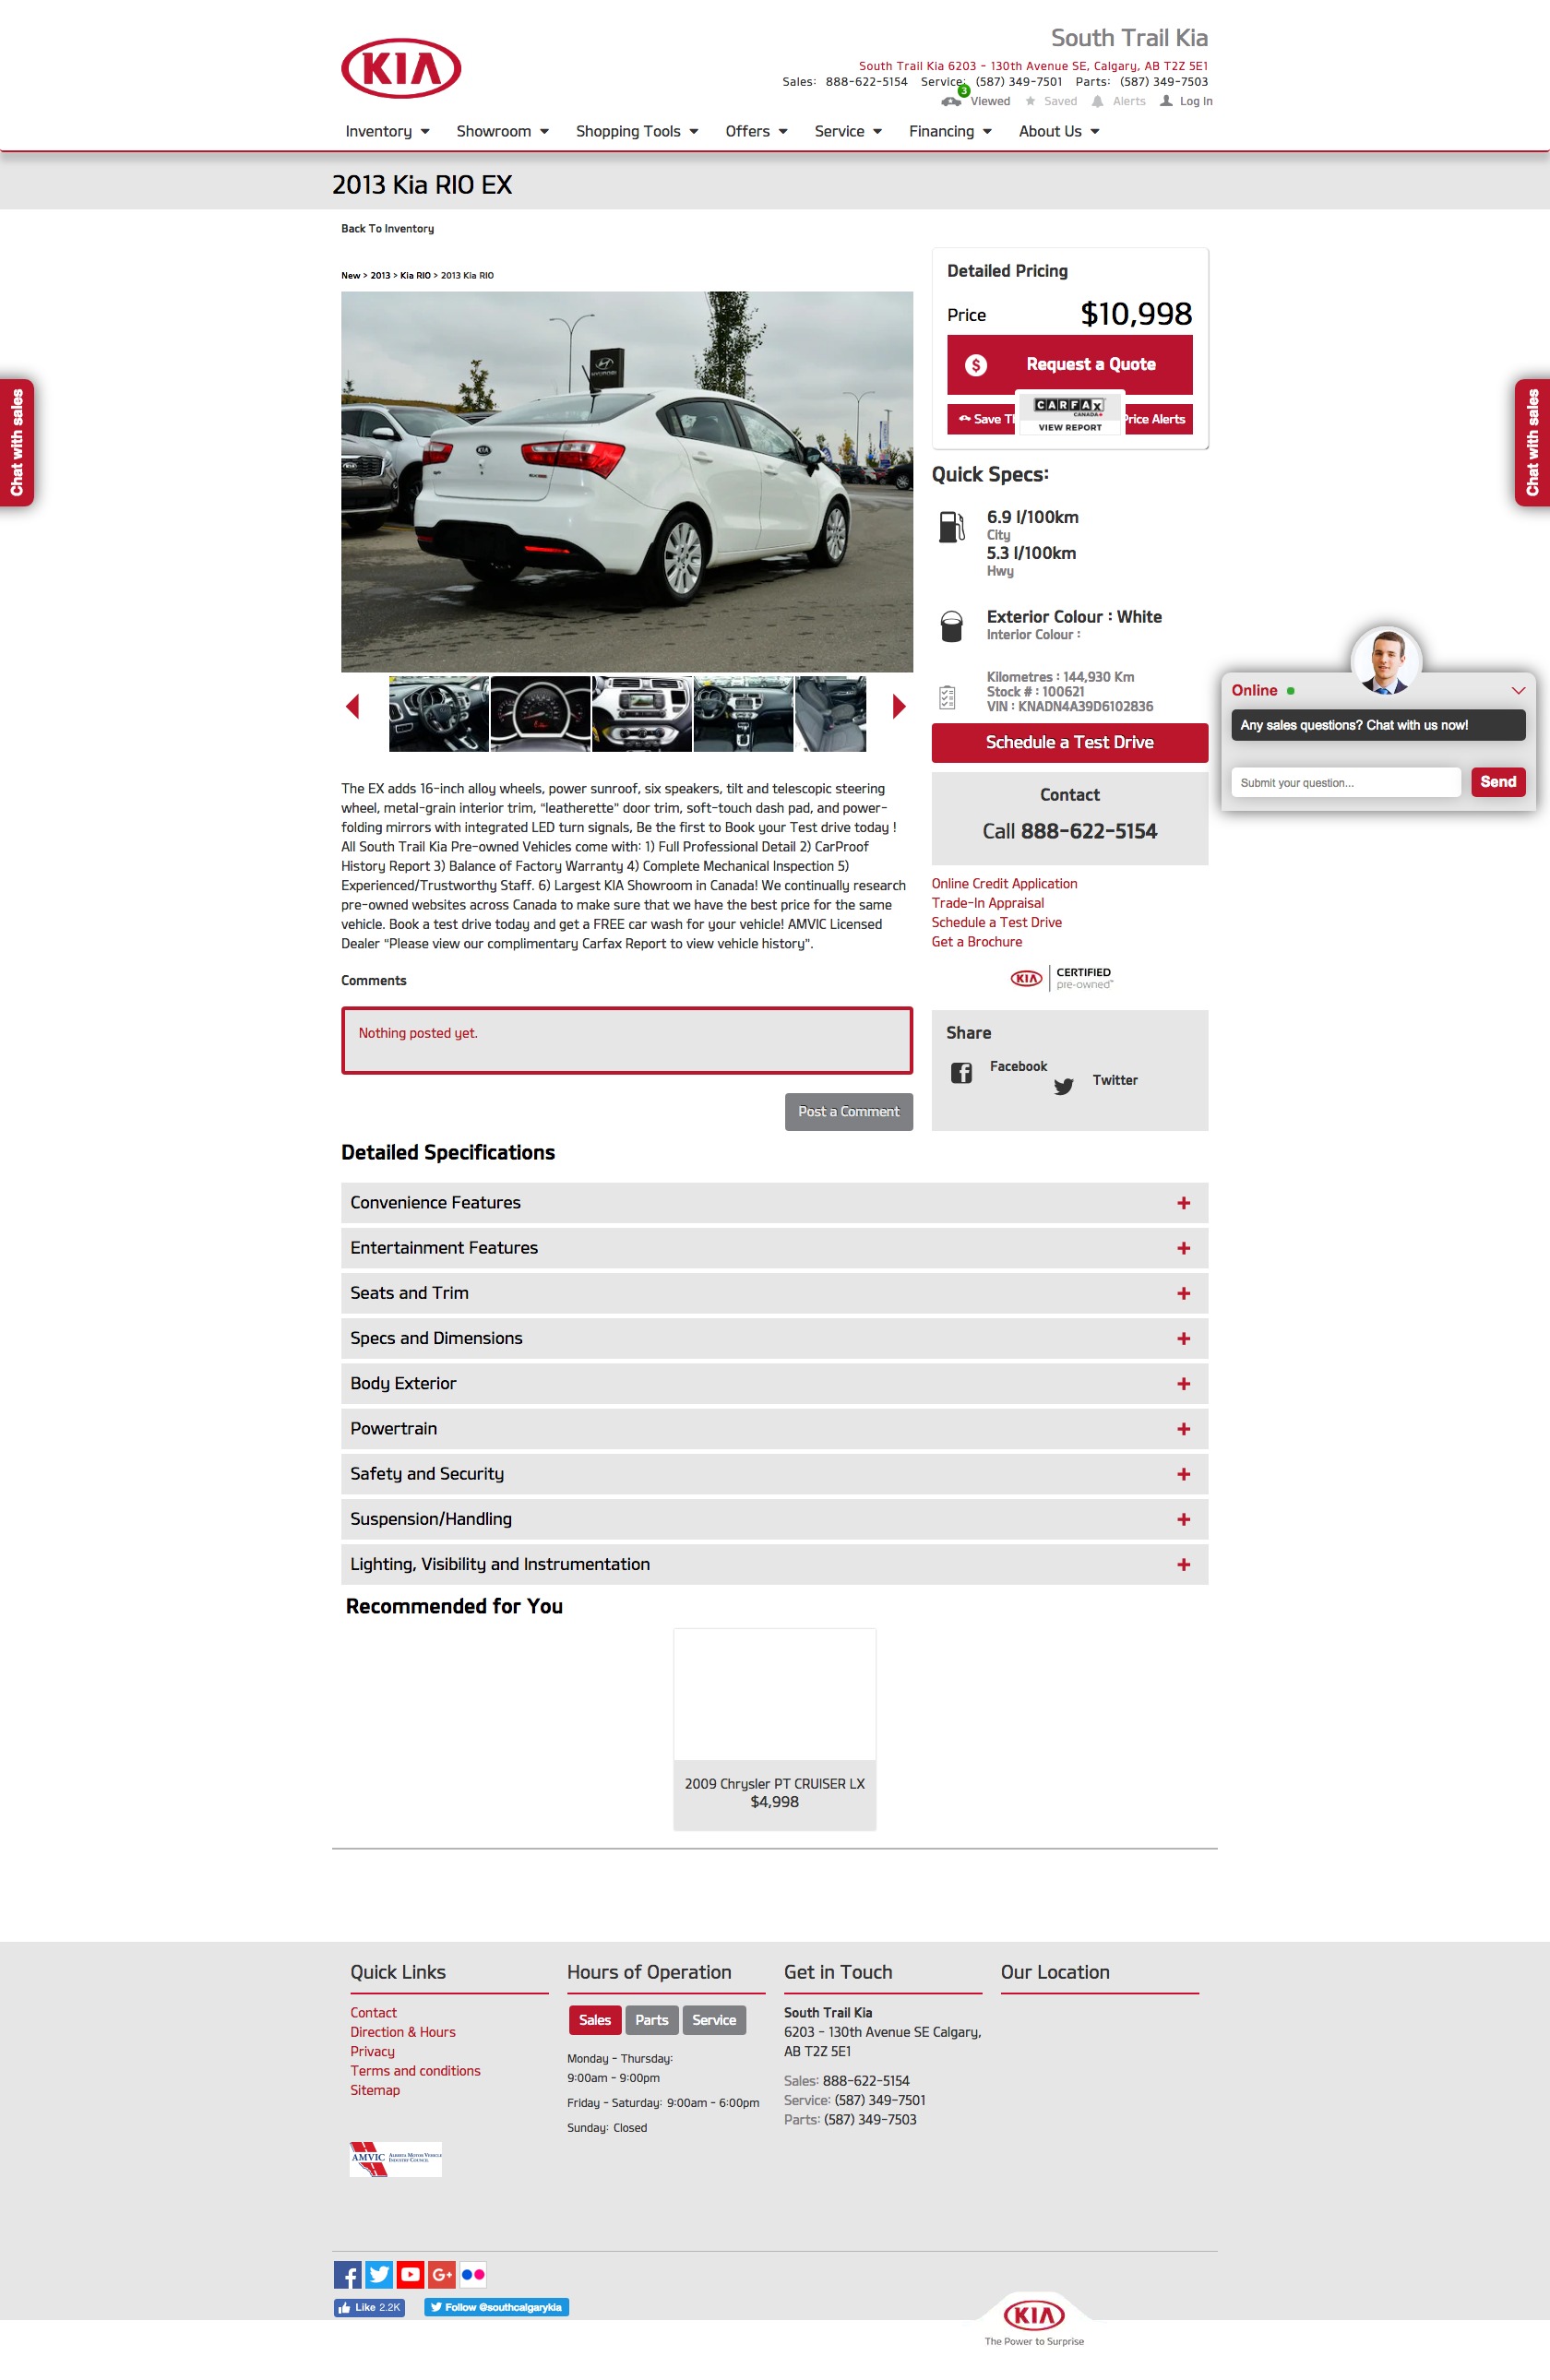 KIA
South Trail Kia
South Trail Kia 6203 - 130th Avenue SE, Calgary, AB T2Z 5E1
Sales: 888-622-5154 Service: (587) 349-7501 Parts: (587) 349-7503
3
Viewed Saved Alerts Log In
Inventory Showroom Shopping Tools Offers Service Financing About Us
2013 Kia RIO EX
Back To Inventory
New > 2013 > Kia RIO > 2013 Kia RIO
HYUNDAI
KIA
Detailed Pricing
Price $10,998
$ Request a Quote
Save Th
CARFAX
CANADA
VIEW REPORT
Price Alerts
Chat with sales
Chat with sales
Quick Specs:
6.9 l/100km
City
5.3 l/100km
Hwy
Exterior Colour : White
Interior Colour :
Kilometres : 144,930 Km
Stock # : 100621
VIN : KNADN4A39D6102836
Schedule a Test Drive
Contact
Call 888-622-5154
Online Credit Application
Trade-In Appraisal
Schedule a Test Drive
Get a Brochure
KIA CERTIFIED
pre-owned™
Share
Facebook
Twitter
Online
Any sales questions? Chat with us now!
Submit your question...
Send
The EX adds 16-inch alloy wheels, power sunroof, six speakers, tilt and telescopic steering
wheel, metal-grain interior trim, "leatherette" door trim, soft-touch dash pad, and power-
folding mirrors with integrated LED turn signals, Be the first to Book your Test drive today !
All South Trail Kia Pre-owned Vehicles come with: 1) Full Professional Detail 2) CarProof
History Report 3) Balance of Factory Warranty 4) Complete Mechanical Inspection 5)
Experienced/Trustworthy Staff. 6) Largest KIA Showroom in Canada! We continually research
pre-owned websites across Canada to make sure that we have the best price for the same
vehicle. Book a test drive today and get a FREE car wash for your vehicle! AMVIC Licensed
Dealer "Please view our complimentary Carfax Report to view vehicle history".
Comments
Nothing posted yet.
Post a Comment
Detailed Specifications
Convenience Features +
Entertainment Features +
Seats and Trim +
Specs and Dimensions +
Body Exterior +
Powertrain +
Safety and Security +
Suspension/Handling +
Lighting, Visibility and Instrumentation +
Recommended for You
2009 Chrysler PT CRUISER LX
$4,998
Quick Links
Contact
Direction & Hours
Privacy
Terms and conditions
Sitemap
AMVIC
Alberta Motor Vehicle
Industry Council
Hours of Operation
Sales Parts Service
Monday - Thursday:
9:00am - 9:00pm
Friday - Saturday: 9:00am - 6:00pm
Sunday: Closed
Get in Touch
South Trail Kia
6203 - 130th Avenue SE Calgary,
AB T2Z 5E1
Sales: 888-622-5154
Service: (587) 349-7501
Parts: (587) 349-7503
Our Location
G+
Like 2.2K
Follow @southcalgarykia
KIA
The Power to Surprise